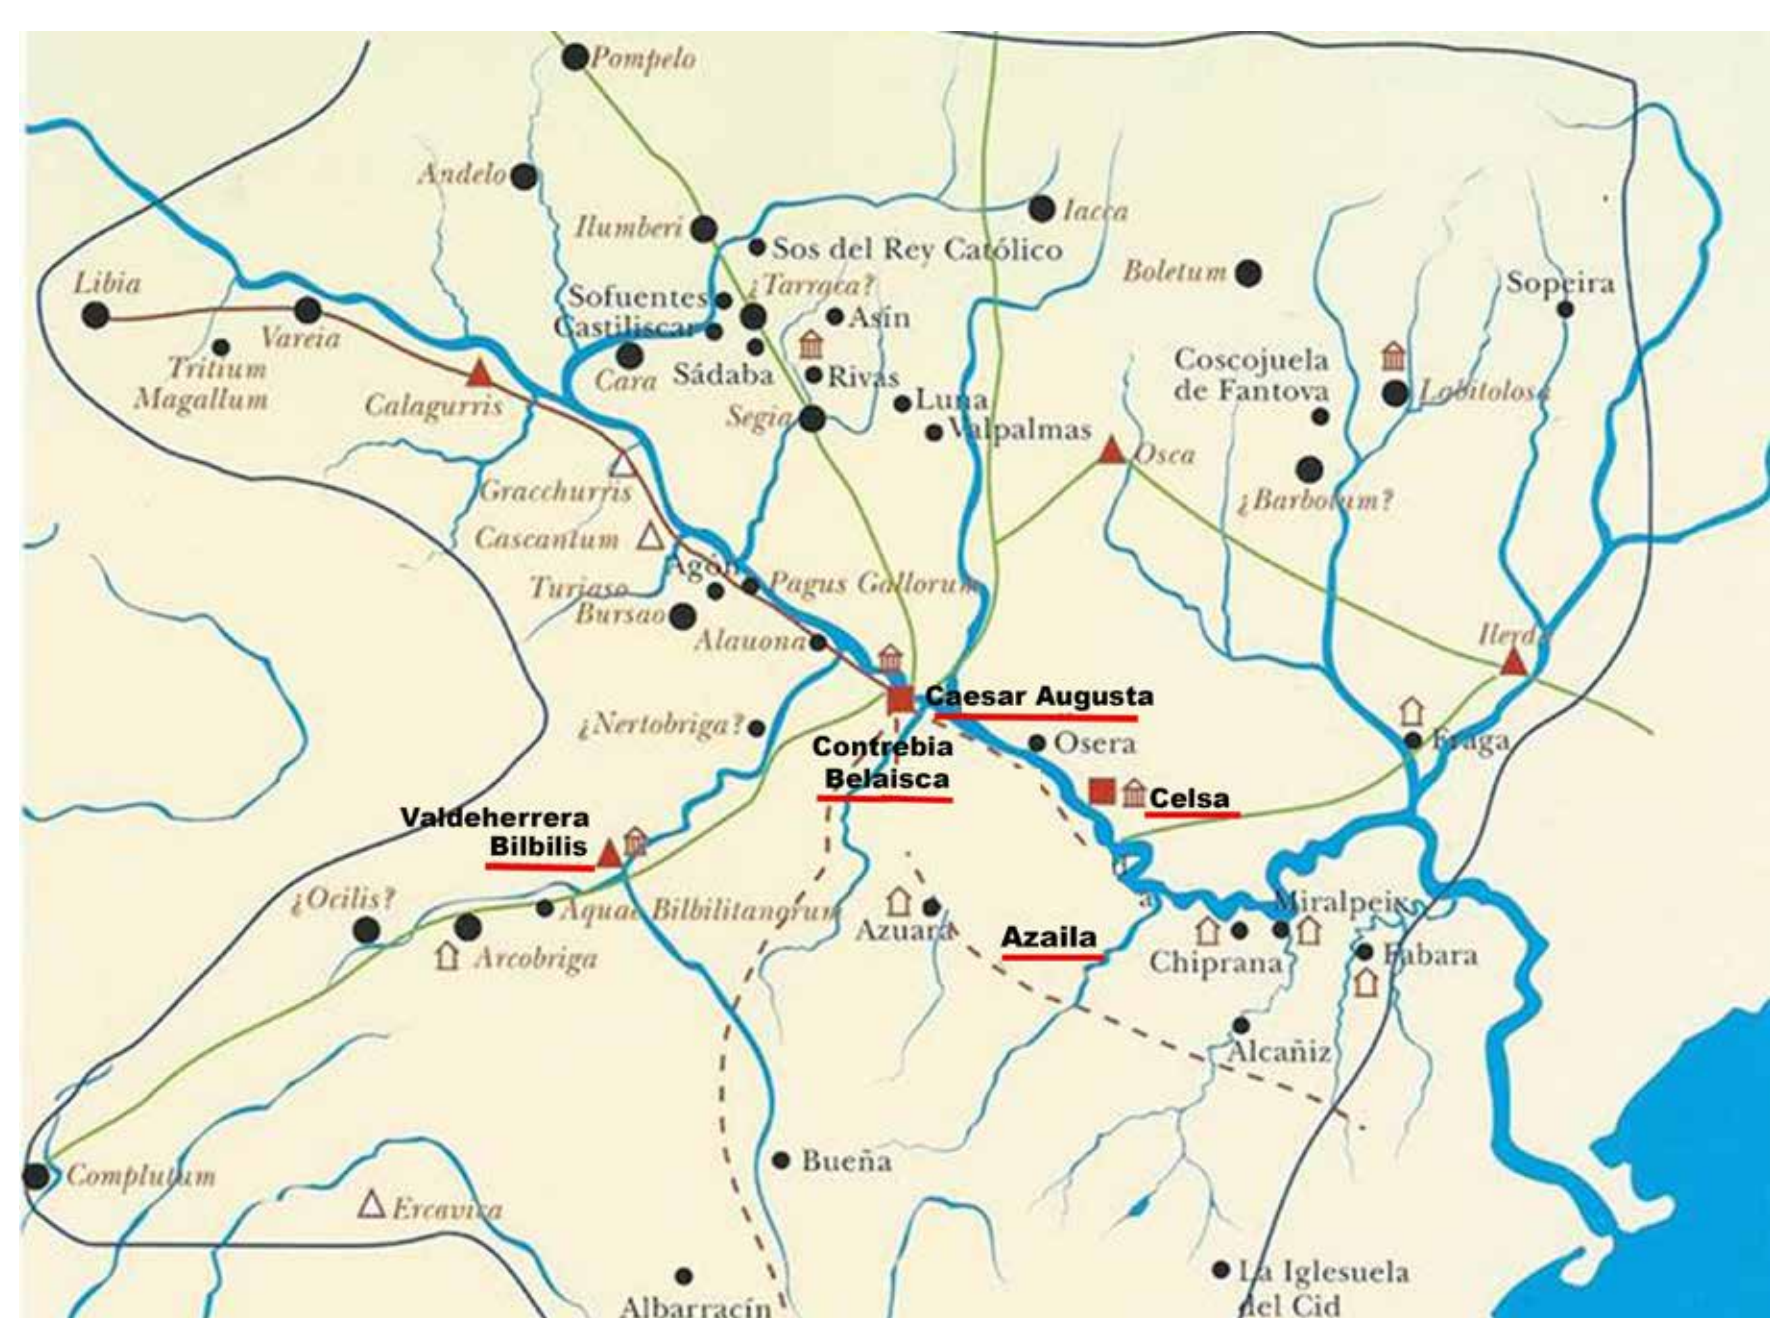 Pompelo
Andelo
Ilumberi
Iacca
Sos del Rey Católico
Boletum
Libia
¿Tarraca?
Sopeira
Sofuentes
Castiliscar
Asín
Vareia
Tritium
Magallum
Cara
Sádaba
Rivas
Coscojuela
de Fantova
Labitolosa
Calagurris
Segia
Luna
Valpalmas
Osca
Gracchurris
¿Barbotum?
Cascantum
Agón
Turiaso
Pagus Gallorum
Bursao
Alauona
Ilerda
Caesar Augusta
¿Nertobriga?
Contrebia
Belaisca
Osera
Fraga
Celsa
Valdeherrera
Bilbilis
¿Ocilis?
Aquae Bilbilitanorum
Arcobriga
Azuara
Azaila
Miralpeix
Chiprana
Fabara
Alcañiz
Bueña
Complutum
Ercavica
Albarracín
La Iglesuela
del Cid